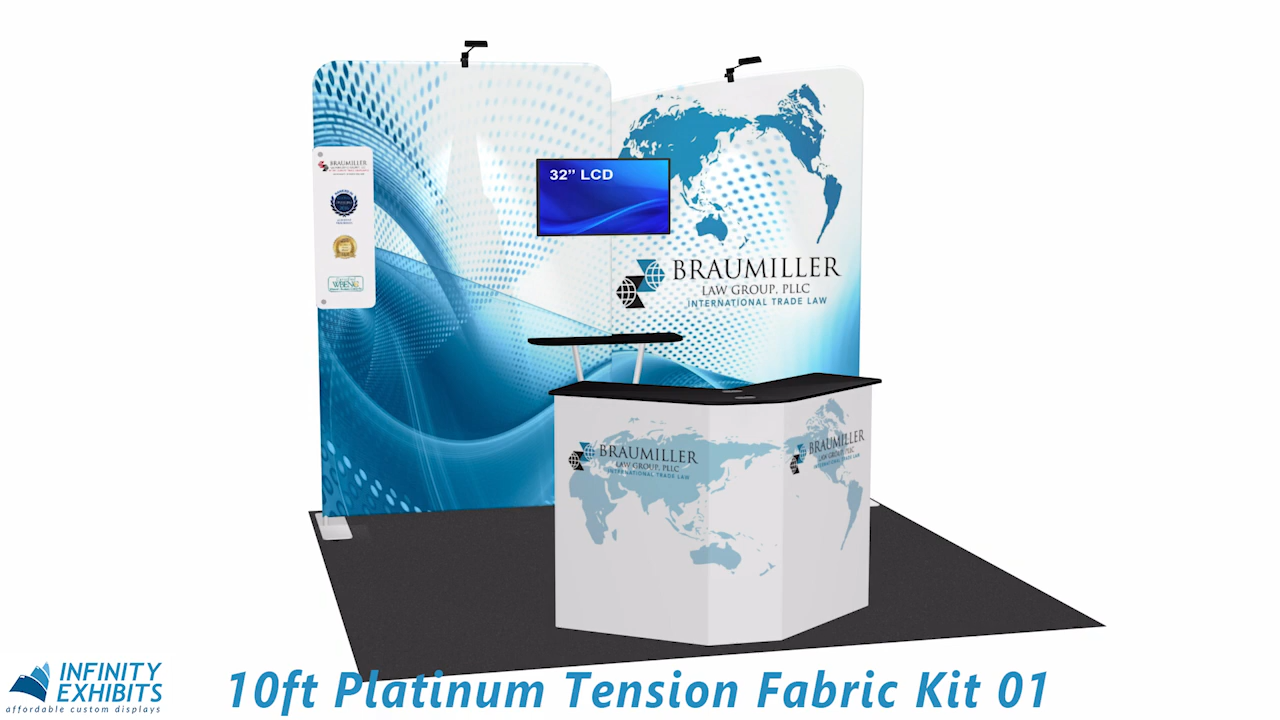 BRAUMILLER
32” LCD
WBENC
BRAUMILLER
LAW GROUP, PLLC
INTERNATIONAL TRADE LAW
BRAUMILLER
LAW GROUP, PLLC
INTERNATIONAL TRADE LAW
BRAUMILLER
LAW GROUP, PLLC
INTERNATIONAL TRADE LAW
INFINITY
EXHIBITS
affordable custom displays
10ft Platinum Tension Fabric Kit 01